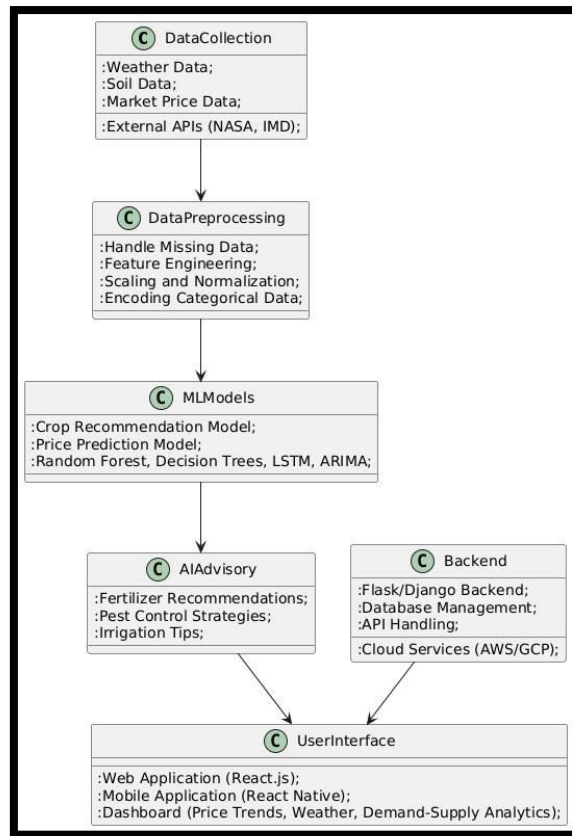 C DataCollection
:Weather Data;
:Soil Data;
:Market Price Data;
:External APIs (NASA, IMD);
C DataPreprocessing
:Handle Missing Data;
:Feature Engineering;
:Scaling and Normalization;
:Encoding Categorical Data;
C MLModels
:Crop Recommendation Model;
:Price Prediction Model;
:Random Forest, Decision Trees, LSTM, ARIMA;
C AIAdvisory
:Fertilizer Recommendations;
:Pest Control Strategies;
:Irrigation Tips;
C Backend
:Flask/Django Backend;
:Database Management;
:API Handling;
:Cloud Services (AWS/GCP);
C UserInterface
:Web Application (React.js);
:Mobile Application (React Native);
:Dashboard (Price Trends, Weather, Demand-Supply Analytics);